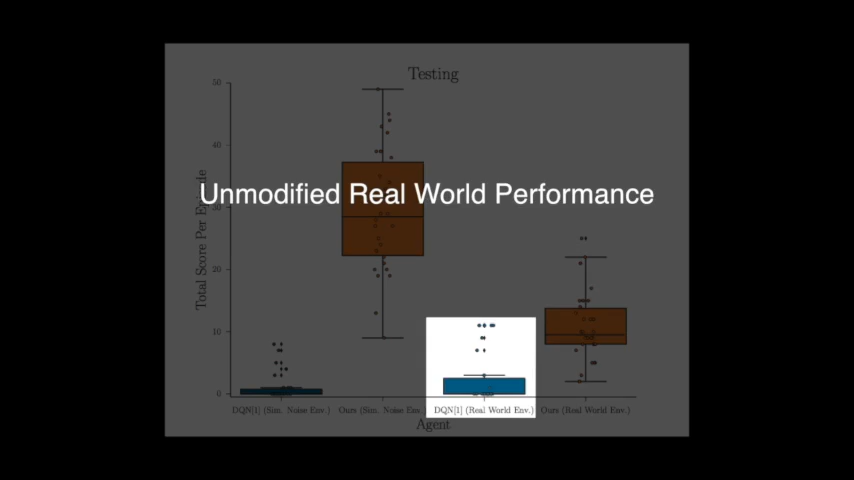 Testing
Unmodified Real World Performance
Total Score Per Episode
50
40
30
20
10
0
DQN[1] (Sim. Noise Env.)
Ours (Sim. Noise Env.)
DQN[1] (Real World Env.)
Ours (Real World Env.)
Agent